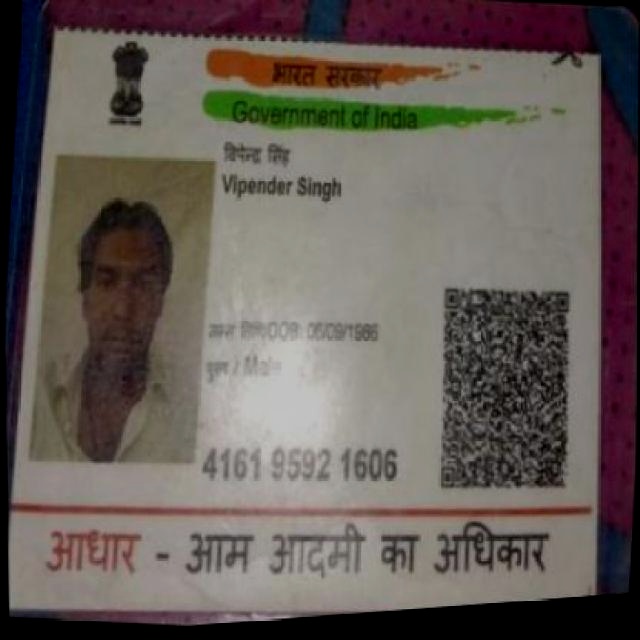 भारत सरकार
Government of India
विपेन्द्र सिंह
Vipender Singh
जन्म तिथि/DOB: 06/09/1986
पुरुष / Male
4161 9592 1606
आधार - आम आदमी का अधिकार